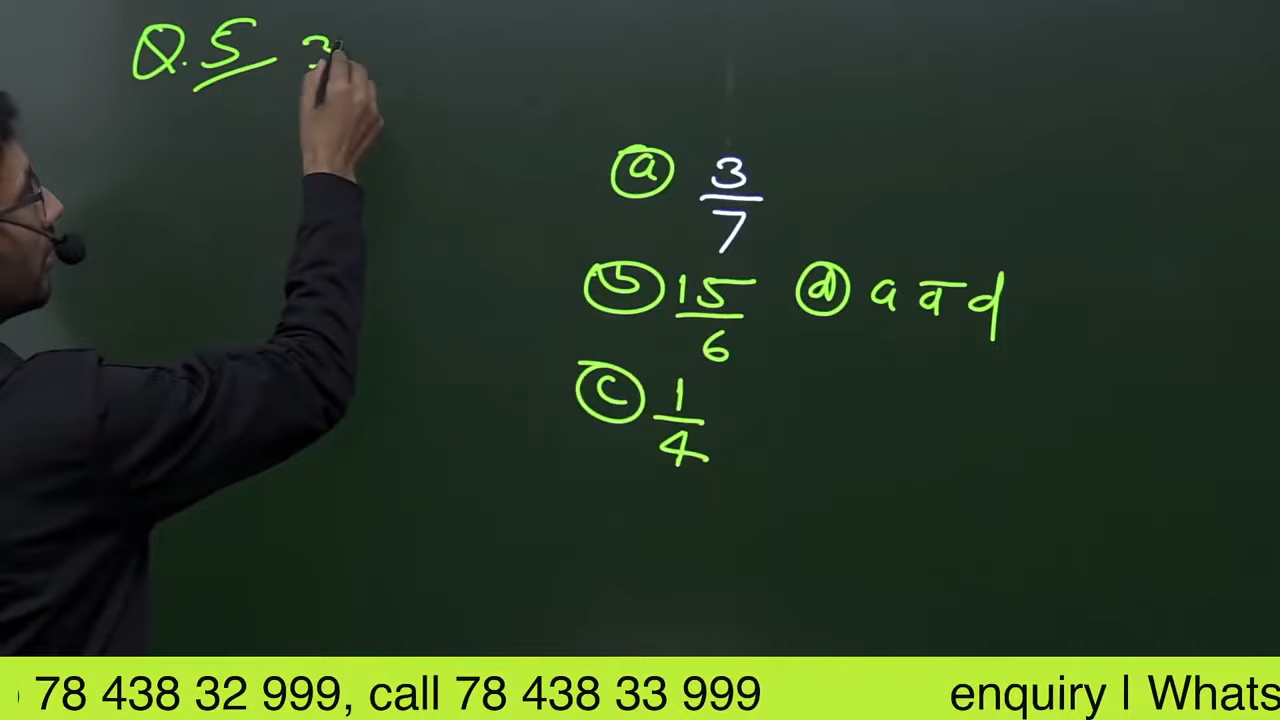 Q.5
a 3/7
b 15/6 d a व d
c 1/4
78 438 32 999, call 78 438 33 999 enquiry | Whats